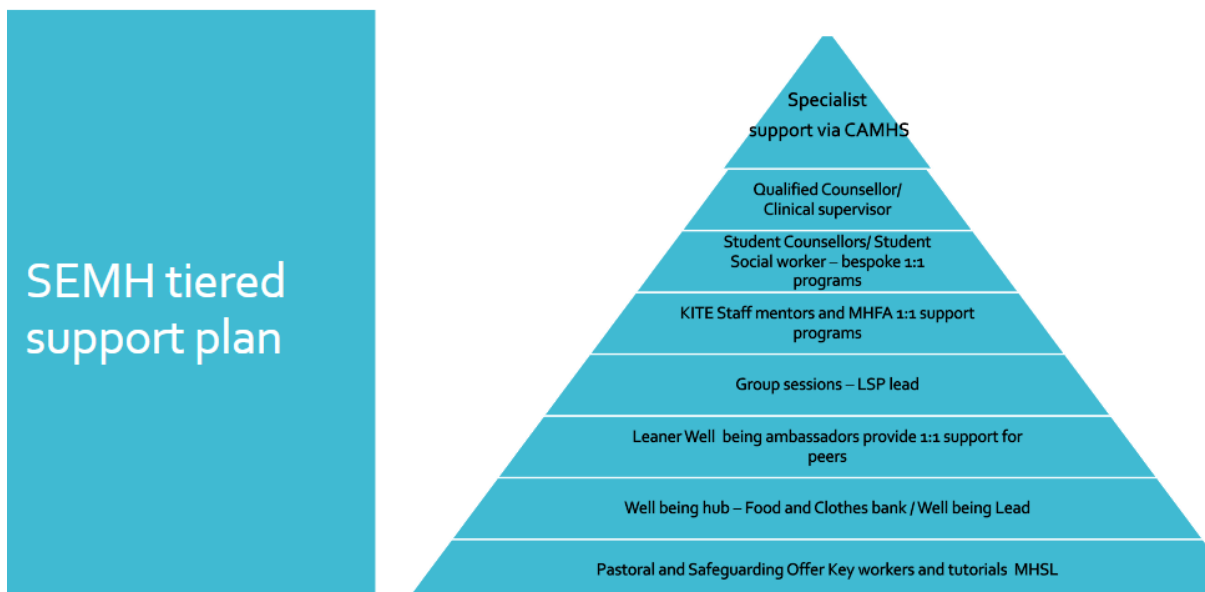 SEMH tiered
support plan
Specialist
support via CAMHS
Qualified Counsellor/
Clinical supervisor
Student Counsellors/ Student
Social worker – bespoke 1:1
programs
KITE Staff mentors and MHFA 1:1 support
programs
Group sessions – LSP lead
Leaner Well being ambassadors provide 1:1 support for
peers
Well being hub – Food and Clothes bank / Well being Lead
Pastoral and Safeguarding Offer Key workers and tutorials MHSL